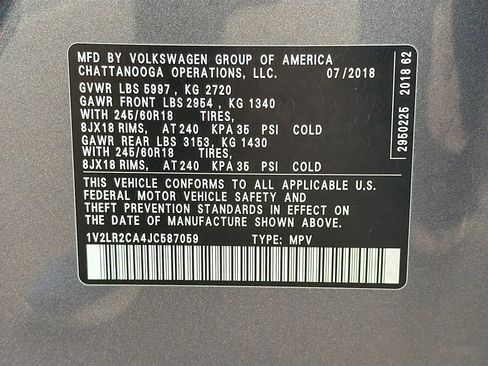 MFD BY VOLKSWAGEN GROUP OF AMERICA
CHATTANOOGA OPERATIONS, LLC. 07/2018
GVWR LBS 5997 , KG 2720
GAWR FRONT LBS 2954 , KG 1340
WITH 245/60R18 TIRES,
8JX18 RIMS, AT 240 KPA 35 PSI COLD
GAWR REAR LBS 3153, KG 1430
WITH 245/60R18 TIRES,
8JX18 RIMS, AT 240 KPA 35 PSI COLD
THIS VEHICLE CONFORMS TO ALL APPLICABLE U.S.
FEDERAL MOTOR VEHICLE SAFETY AND
THEFT PREVENTION STANDARDS IN EFFECT ON
THE DATE OF MANUFACTURE SHOWN ABOVE.
1V2LR2CA4JC587059 TYPE: MPV
2950225 2018 62